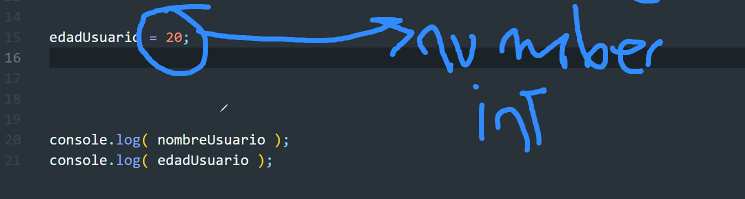 14
15 edadUsuario = 20;
number
16
int
17
18
19
20 console.log( nombreUsuario );
21 console.log( edadUsuario );